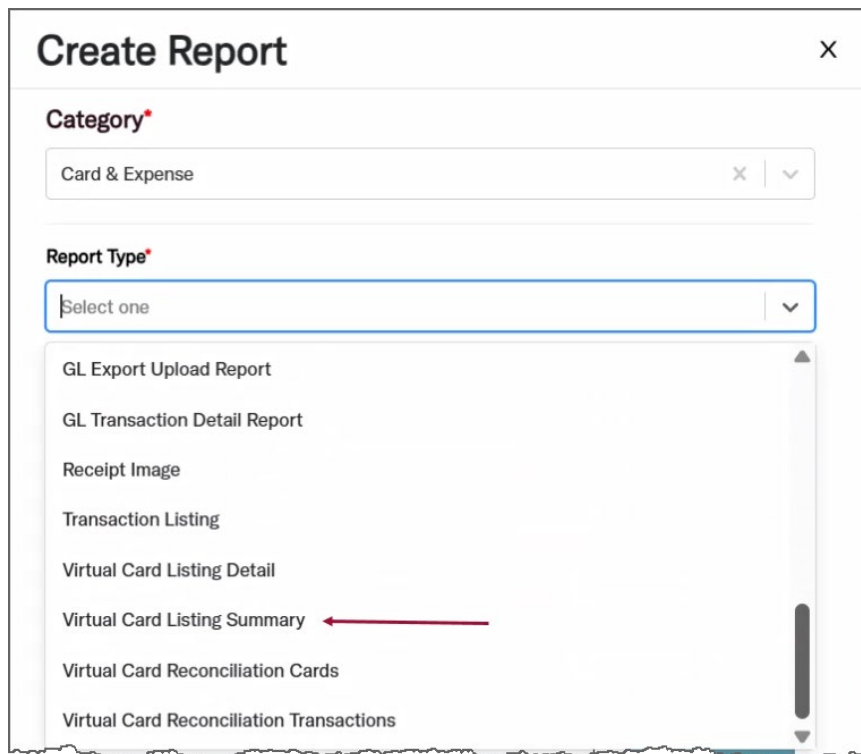 Create Report
Category*
Card & Expense
Report Type*
Select one
GL Export Upload Report
GL Transaction Detail Report
Receipt Image
Transaction Listing
Virtual Card Listing Detail
Virtual Card Listing Summary
Virtual Card Reconciliation Cards
Virtual Card Reconciliation Transactions